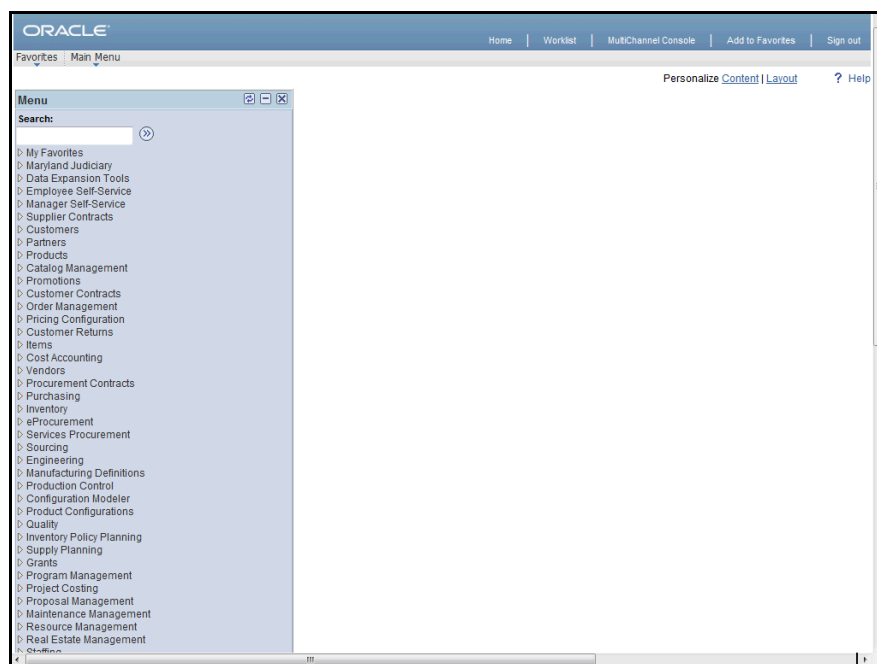 ORACLE
Home | Worklist | MultiChannel Console | Add to Favorites | Sign out
Favorites | Main Menu
Personalize Content | Layout ? Help
Menu
Search:
My Favorites
Maryland Judiciary
Data Expansion Tools
Employee Self-Service
Manager Self-Service
Supplier Contracts
Customers
Partners
Products
Catalog Management
Promotions
Customer Contracts
Order Management
Pricing Configuration
Customer Returns
Items
Cost Accounting
Vendors
Procurement Contracts
Purchasing
Inventory
eProcurement
Services Procurement
Sourcing
Engineering
Manufacturing Definitions
Production Control
Configuration Modeler
Product Configurations
Quality
Inventory Policy Planning
Supply Planning
Grants
Program Management
Project Costing
Proposal Management
Maintenance Management
Resource Management
Real Estate Management
Staffing